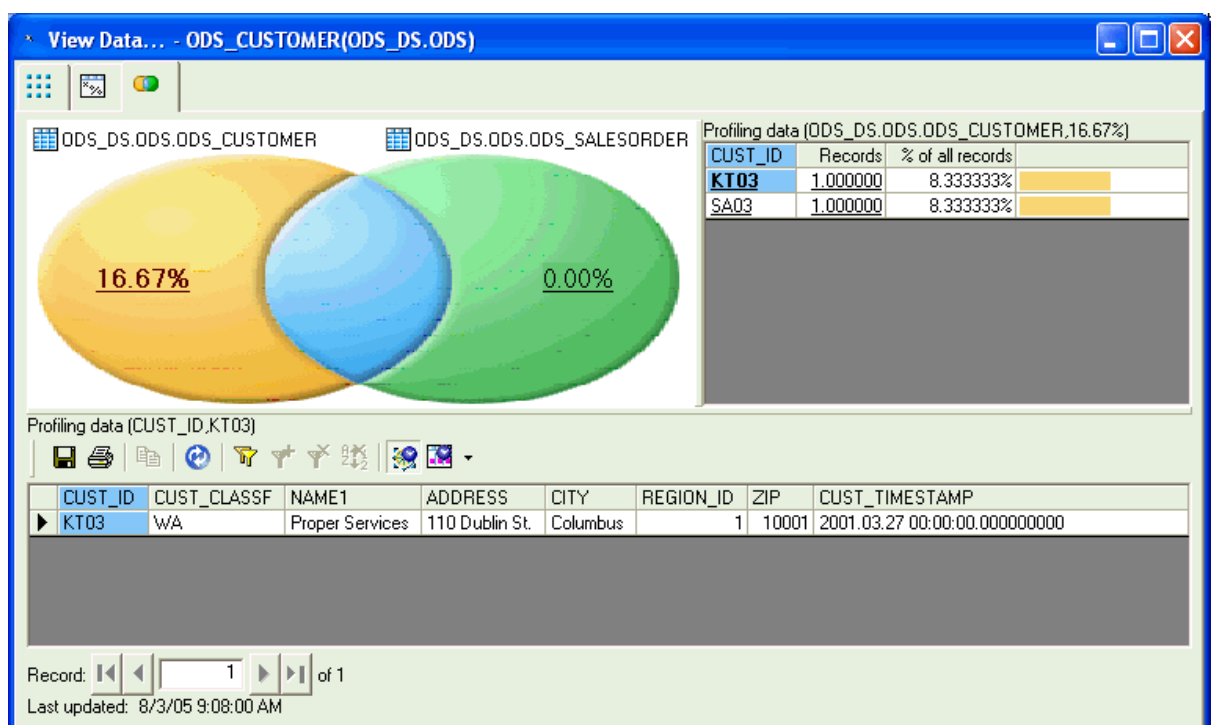 View Data... - ODS_CUSTOMER(ODS_DS.ODS)
ODS_DS.ODS.ODS_CUSTOMER
ODS_DS.ODS.ODS_SALESORDER
16.67%
0.00%
Profiling data (ODS_DS.ODS.ODS_CUSTOMER,16.67%)
CUST_ID Records % of all records
KT03 1.000000 8.333333%
SA03 1.000000 8.333333%
Profiling data (CUST_ID,KT03)
CUST_ID CUST_CLASSF NAME1 ADDRESS CITY REGION_ID ZIP CUST_TIMESTAMP
KT03 WA Proper Services 110 Dublin St. Columbus 1 10001 2001.03.27 00:00:00.000000000
Record: 1 of 1
Last updated: 8/3/05 9:08:00 AM